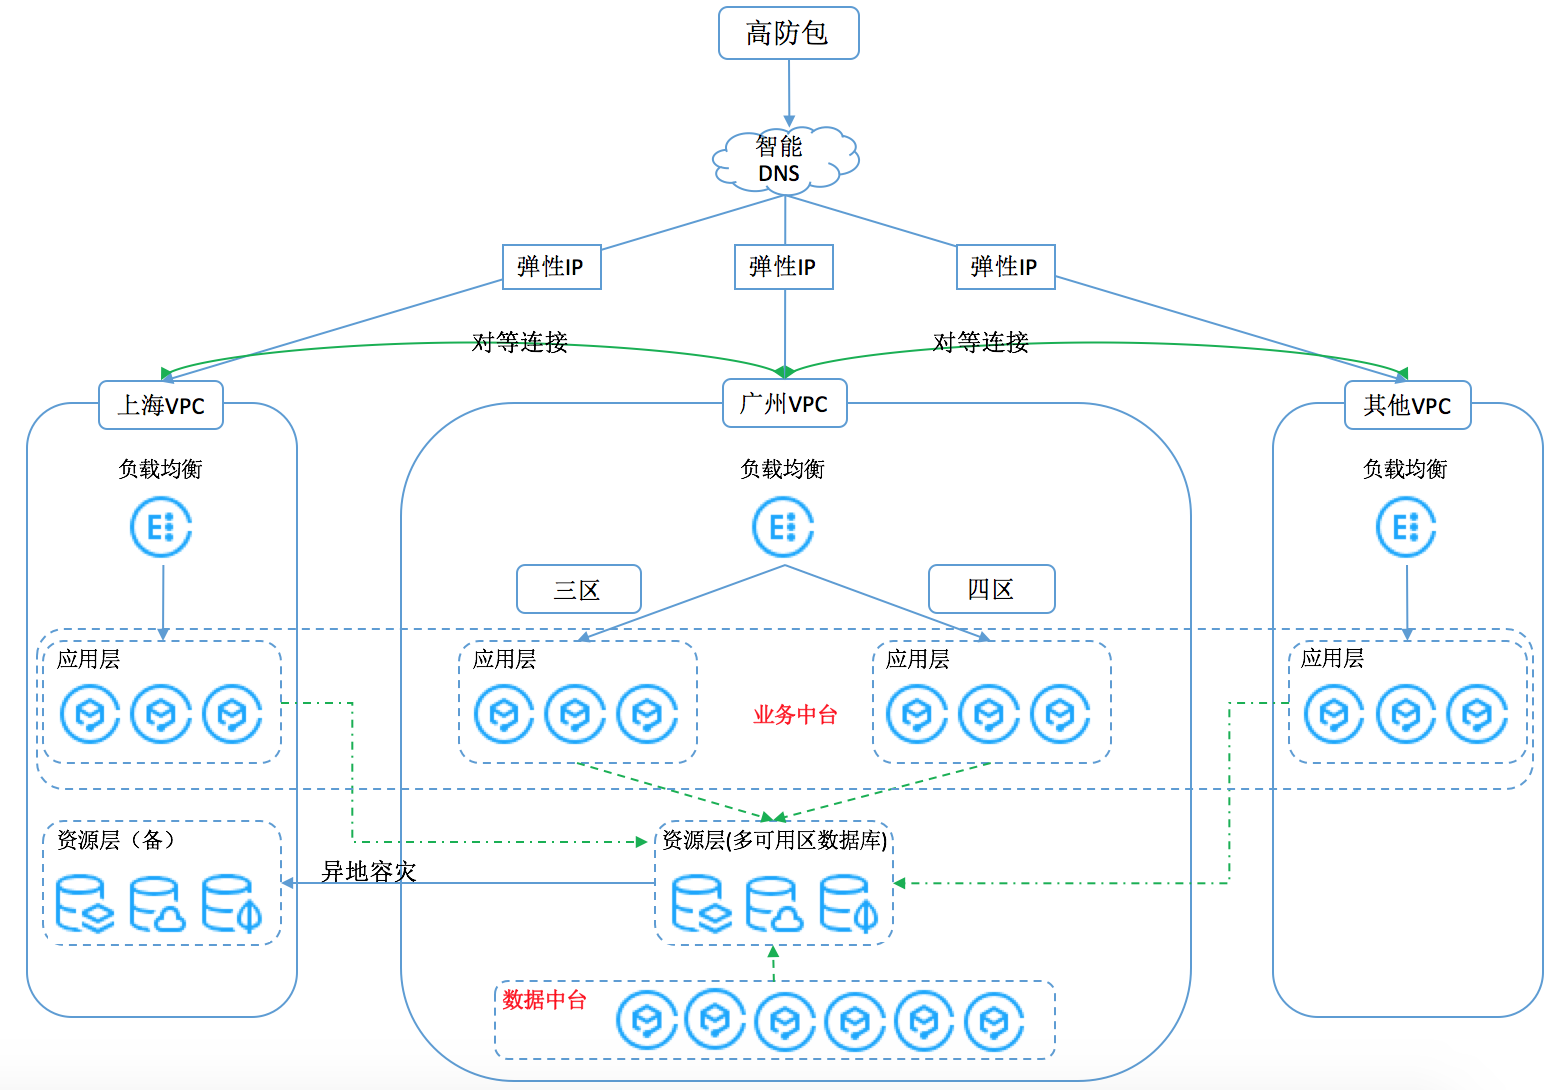 高防包
智能
DNS
弹性IP
弹性IP
弹性IP
对等连接
对等连接
上海VPC
广州VPC
其他VPC
负载均衡
负载均衡
负载均衡
E
E
E
三区
四区
应用层
应用层
应用层
应用层
业务中台
资源层（备）
资源层(多可用区数据库)
异地容灾
数据中台